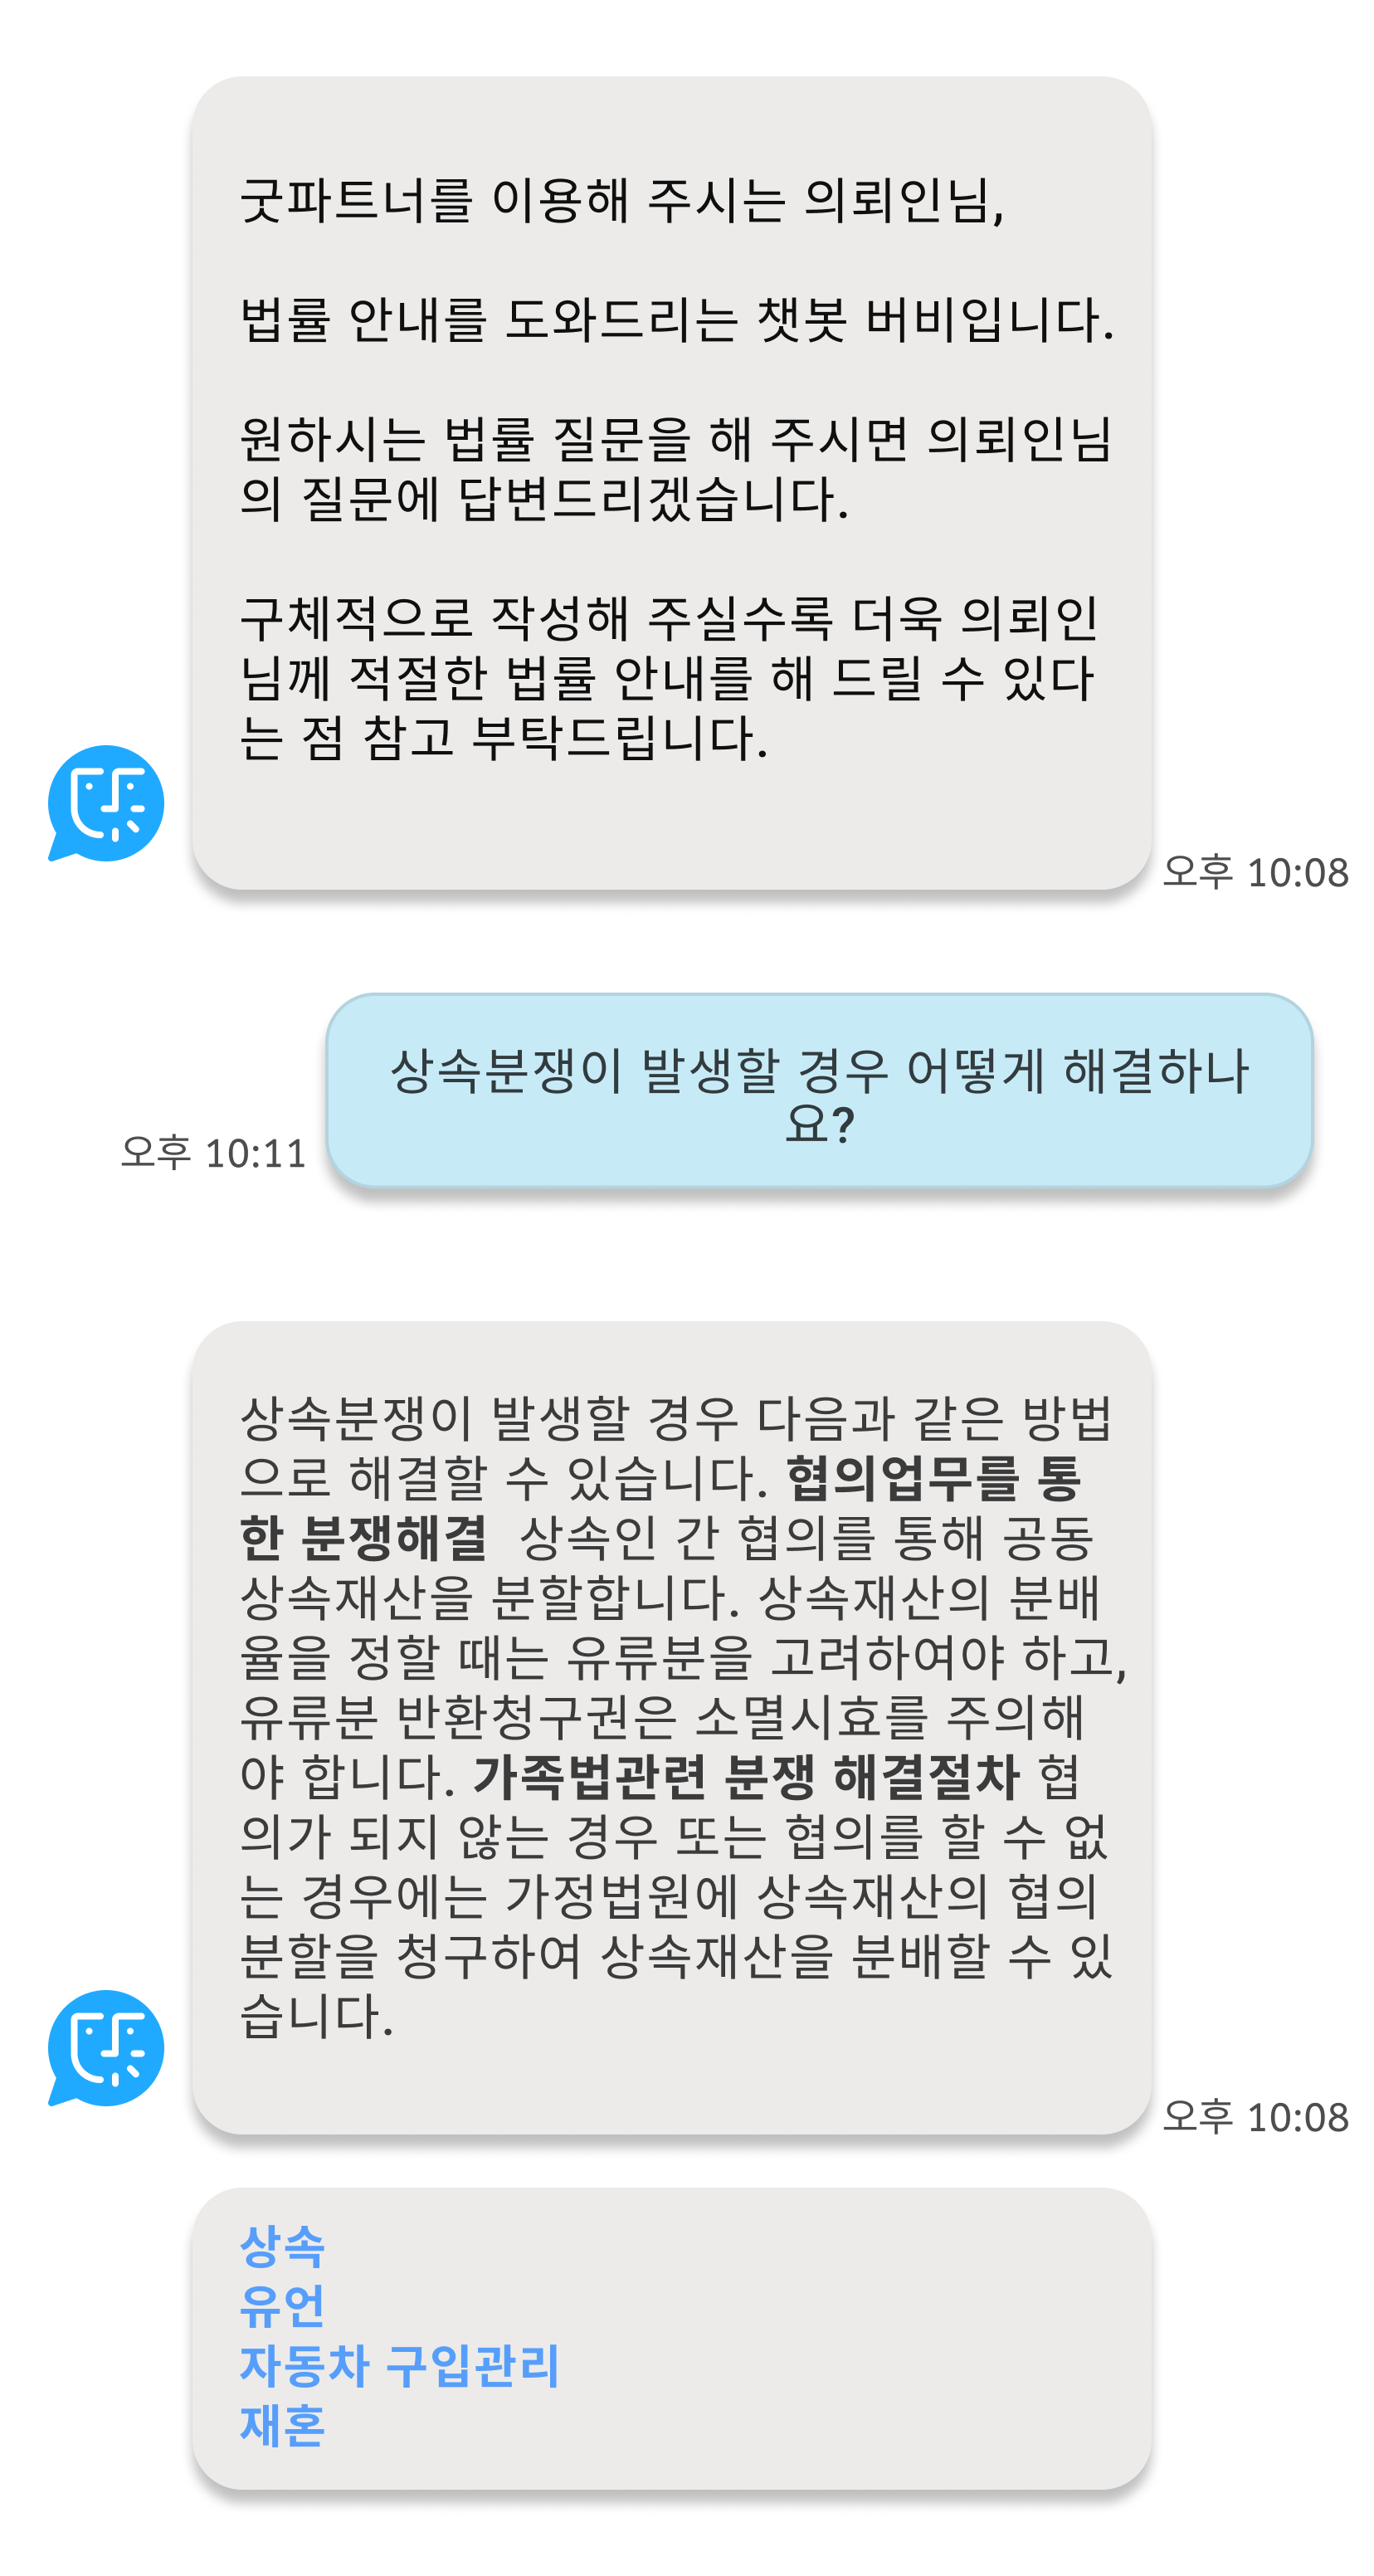 굿파트너를 이용해 주시는 의뢰인님,
법률 안내를 도와드리는 챗봇 버비입니다.
원하시는 법률 질문을 해 주시면 의뢰인님
의 질문에 답변드리겠습니다.
구체적으로 작성해 주실수록 더욱 의뢰인
님께 적절한 법률 안내를 해 드릴 수 있다
는 점 참고 부탁드립니다.
오후 10:08
상속분쟁이 발생할 경우 어떻게 해결하나
요?
오후 10:11
상속분쟁이 발생할 경우 다음과 같은 방법
으로 해결할 수 있습니다. 협의업무를 통
한 분쟁해결  상속인 간 협의를 통해 공동
상속재산을 분할합니다. 상속재산의 분배
율을 정할 때는 유류분을 고려하여야 하고,
유류분 반환청구권은 소멸시효를 주의해
야 합니다. 가족법관련 분쟁 해결절차 협
의가 되지 않는 경우 또는 협의를 할 수 없
는 경우에는 가정법원에 상속재산의 협의
분할을 청구하여 상속재산을 분배할 수 있
습니다.
오후 10:08
상속
유언
자동차 구입관리
재혼